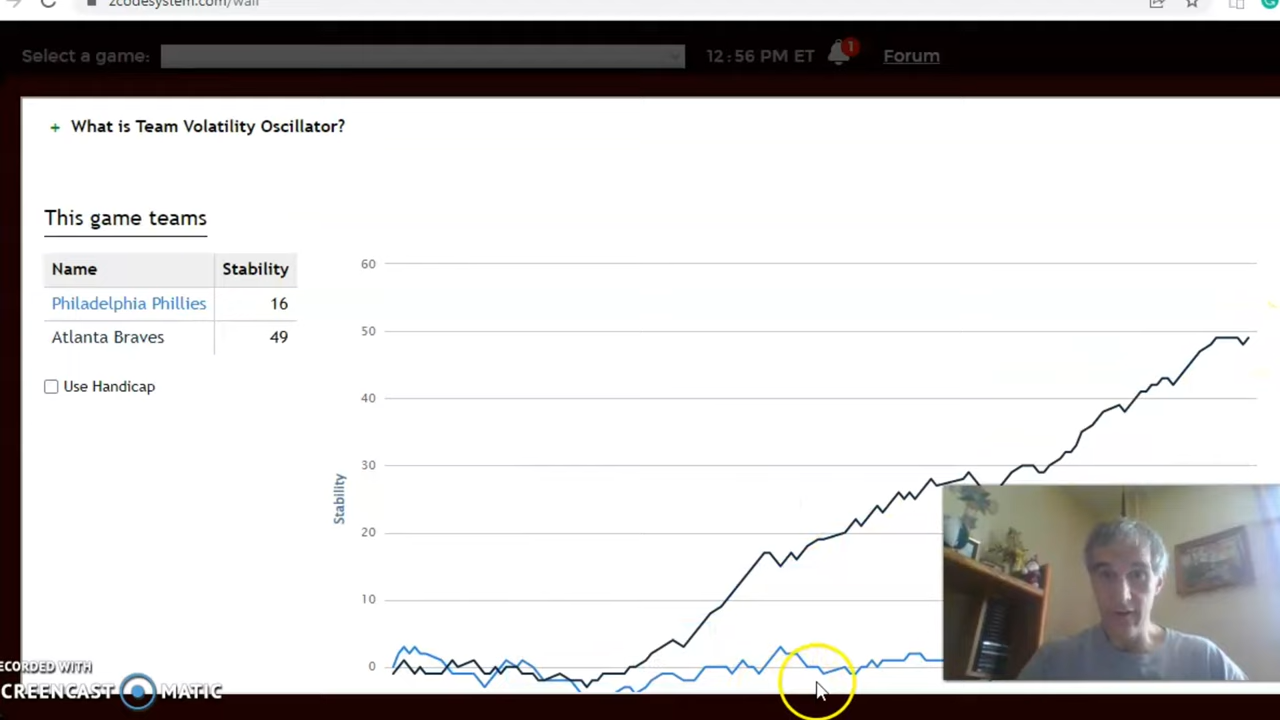 zcodesystem.com/wall
Select a game:
12:56 PM ET
1
Forum
+ What is Team Volatility Oscillator?
This game teams
Name Stability
Philadelphia Phillies 16
Atlanta Braves 49
Use Handicap
60
50
40
30
20
10
0
Stability
RECORDED WITH
SCREENCAST MATIC